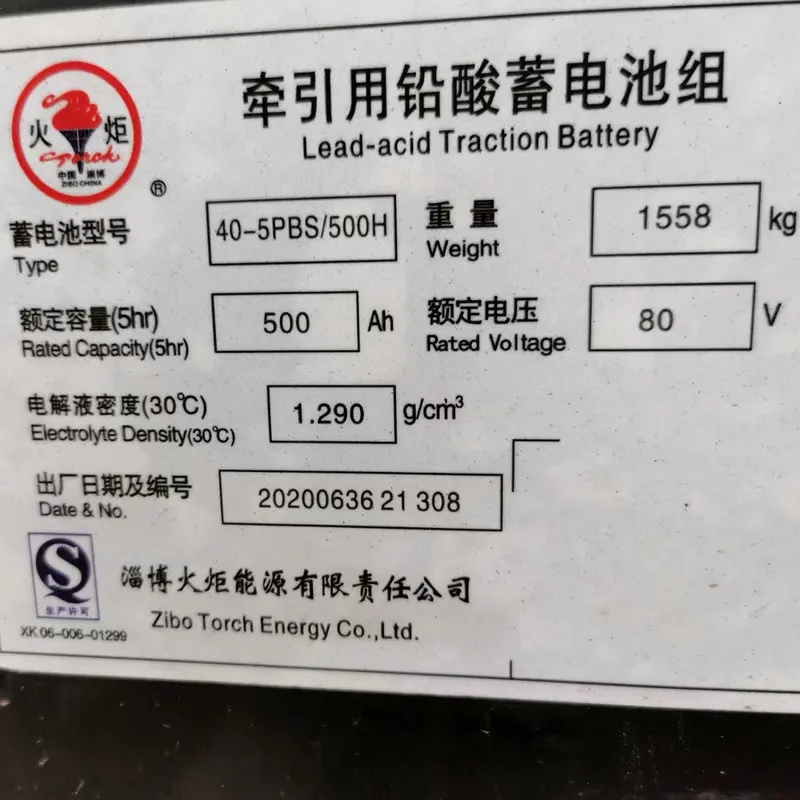 火炬
Torch
中国 淄博
ZIBO CHINA
®
牵引用铅酸蓄电池组
Lead-acid Traction Battery
蓄电池型号 40-5PBS/500H 重量 1558 kg
Type Weight
额定容量(5hr) 500 Ah 额定电压 80 V
Rated Capacity(5hr) Rated Voltage
电解液密度(30℃) 1.290 g/cm³
Electrolyte Density(30℃)
出厂日期及编号 20200636 21 308
Date & No.
生产许可
XK 06-006-01299
淄博火炬能源有限责任公司
Zibo Torch Energy Co.,Ltd.